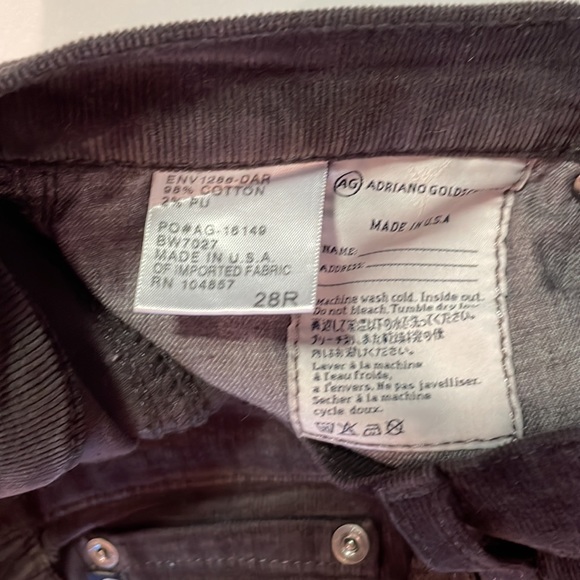 ENV1286-DAR
98% COTTON
2% PU
PO#AG-16149
BW7027
MADE IN U.S.A.
OF IMPORTED FABRIC
RN 104857
28R
AG ADRIANO
MADE IN U.S.A
NAME
ADDRESS
Machine wash cold. Inside out.
Do not bleach. Tumble dry low
Laver à la machine
à l'eau froide,
a l'envers. Ne pas javelliser.
Secher à la machine
cycle doux.